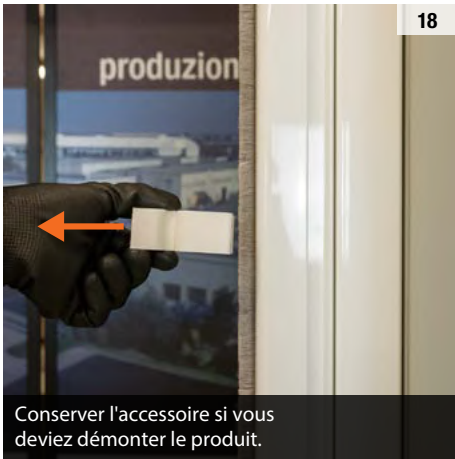 18
produzion
Conserver l'accessoire si vous
deviez démonter le produit.